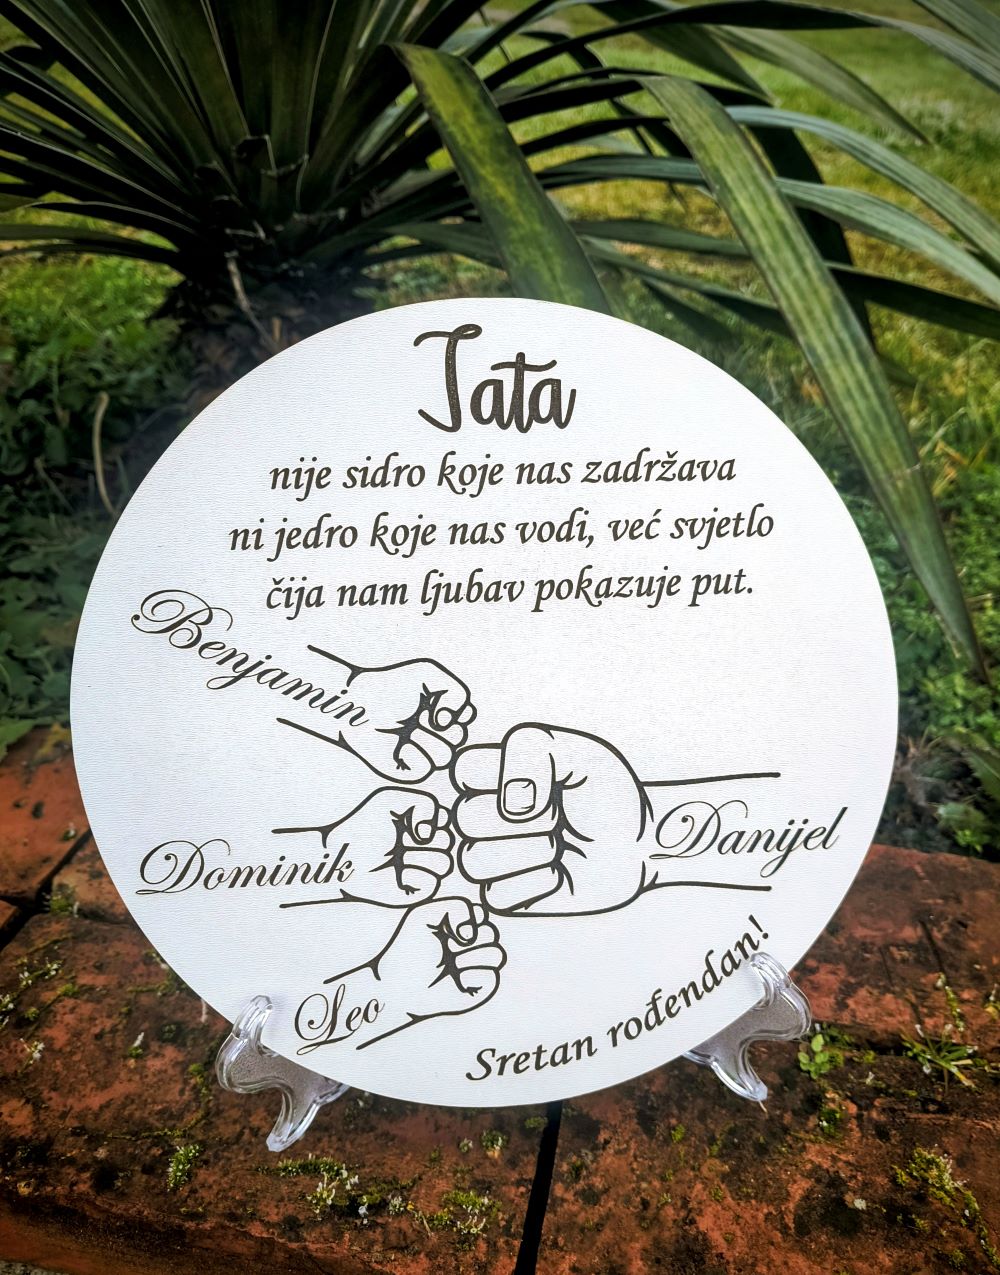 Tata
nije sidro koje nas zadržava
ni jedro koje nas vodi, već svjetlo
čija nam ljubav pokazuje put.
Benjamin
Dominik
Danijel
Leo
Sretan rođendan!